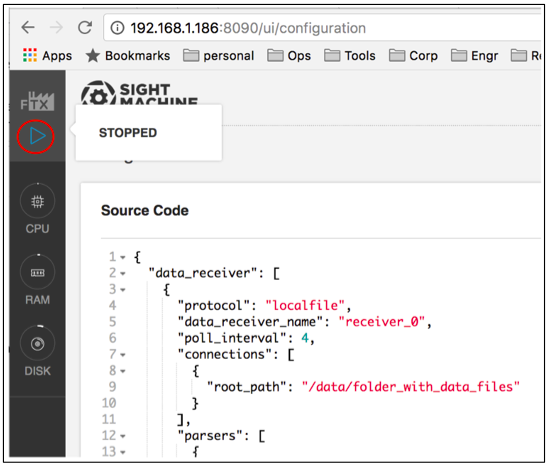 192.168.1.186:8090/ui/configuration
Apps Bookmarks personal Ops Tools Corp Engr
FTX
SIGHT
MACHINE
STOPPED
CPU
RAM
DISK
Source Code
1 {
2 "data_receiver": [
3 {
4 "protocol": "localfile",
5 "data_receiver_name": "receiver_0",
6 "poll_interval": 4,
7 "connections": [
8 {
9 "root_path": "/data/folder_with_data_files"
10 }
11 ],
12 "parsers": [
13 {